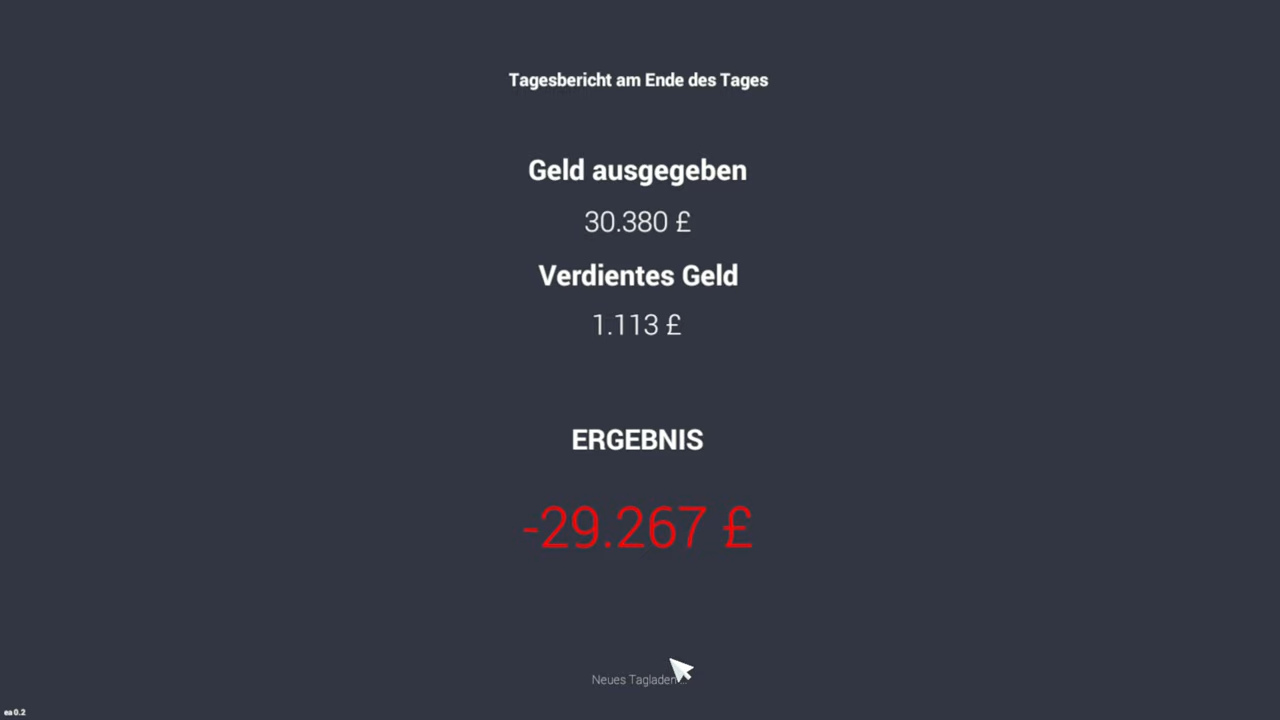 Tagesbericht am Ende des Tages
Geld ausgegeben
30.380 £
Verdientes Geld
1.113 £
ERGEBNIS
-29.267 £
Neues Tagladen...
ea 0.2